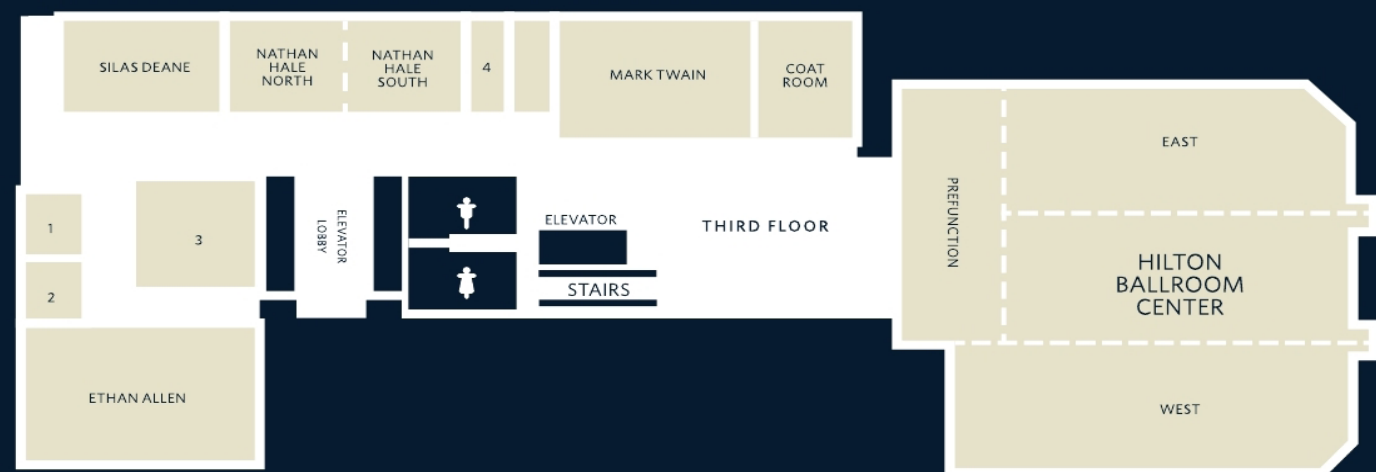 SILAS DEANE
NATHAN
HALE
NORTH
NATHAN
HALE
SOUTH
4
MARK TWAIN
COAT
ROOM
EAST
PREFUNCTION
1
3
ELEVATOR
LOBBY
ELEVATOR
THIRD FLOOR
HILTON
BALLROOM
CENTER
2
STAIRS
ETHAN ALLEN
WEST